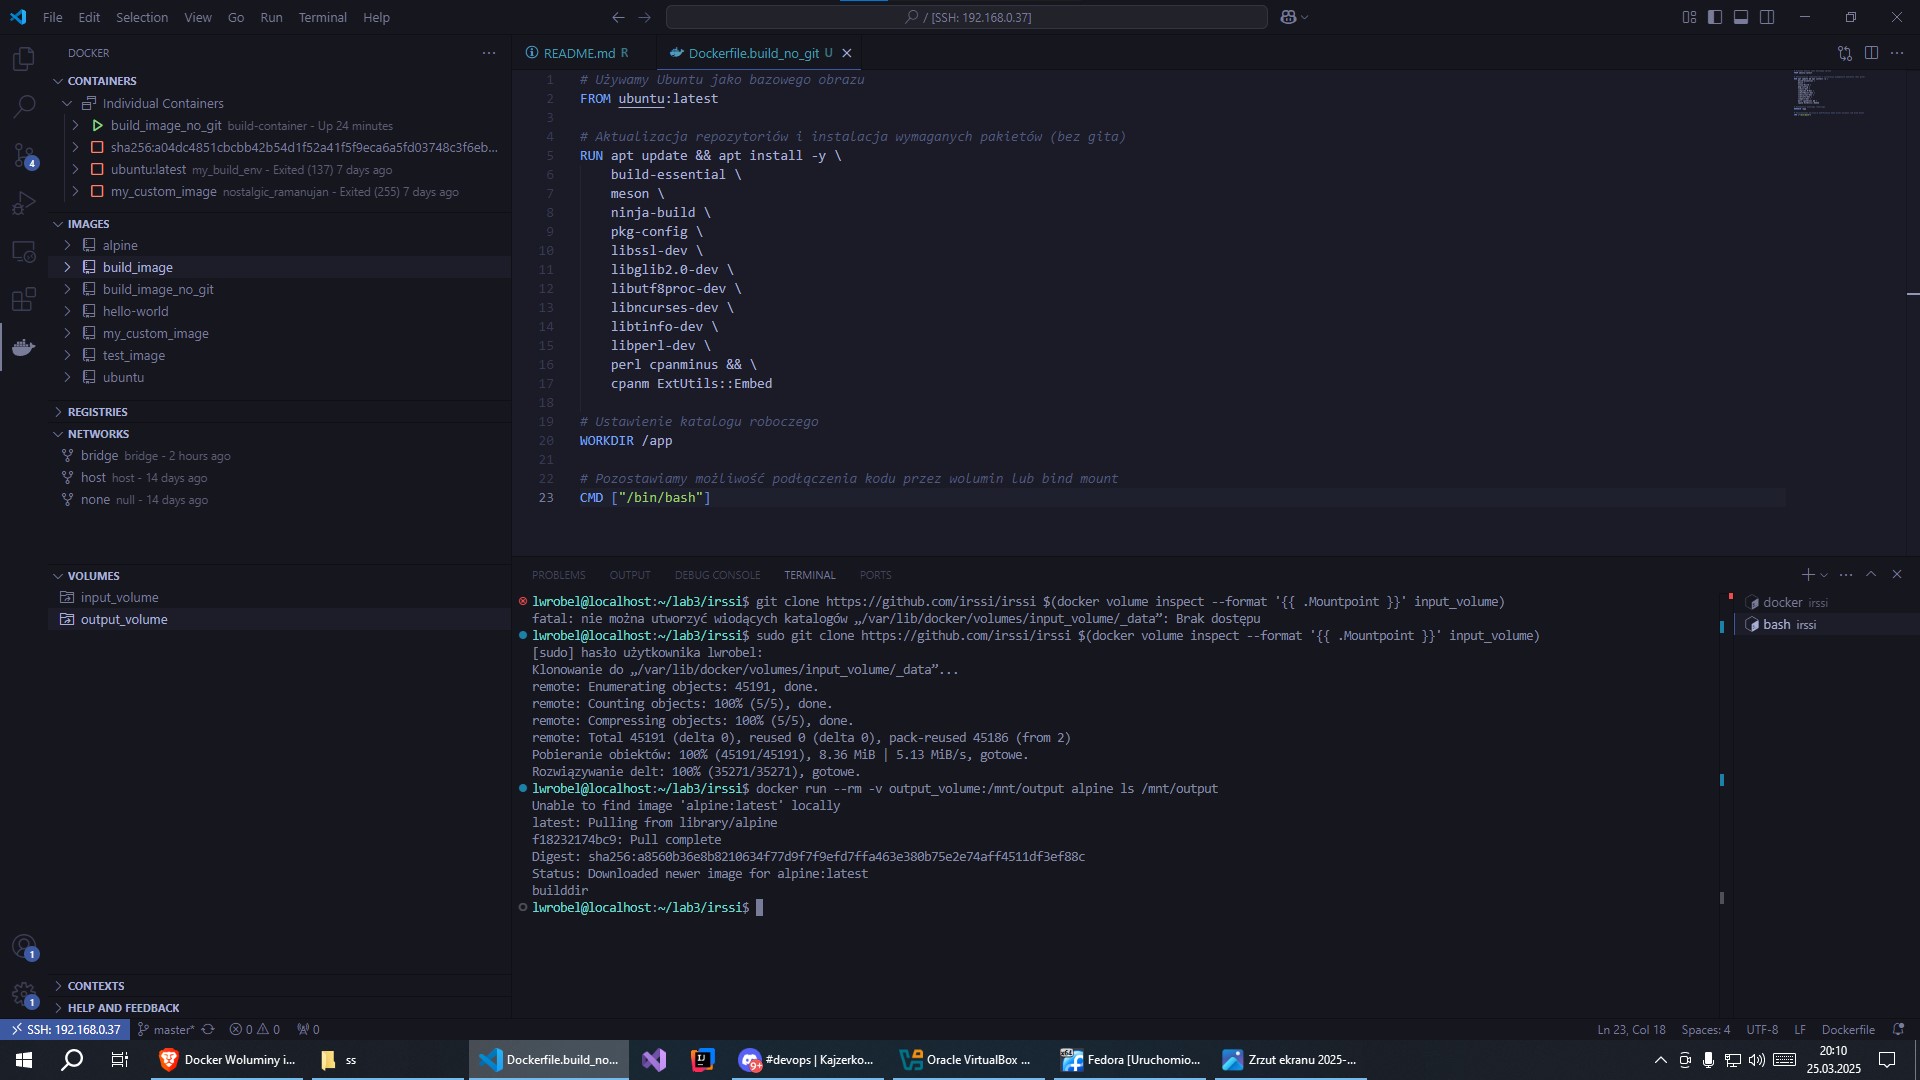 File Edit Selection View Go Run Terminal Help
/ [SSH: 192.168.0.37]
DOCKER
CONTAINERS
Individual Containers
build_image_no_git build-container - Up 24 minutes
sha256:a04dc4851cbcbb42b54d1f52a41f5f9eca6a5fd03748c3f6eb...
ubuntu:latest my_build_env - Exited (137) 7 days ago
my_custom_image nostalgic_ramanujan - Exited (255) 7 days ago
IMAGES
alpine
build_image
build_image_no_git
hello-world
my_custom_image
test_image
ubuntu
REGISTRIES
NETWORKS
bridge bridge - 2 hours ago
host host - 14 days ago
none null - 14 days ago
VOLUMES
input_volume
output_volume
CONTEXTS
HELP AND FEEDBACK
4
1
1
README.md R
Dockerfile.build_no_git U
1 # Używamy Ubuntu jako bazowego obrazu
2 FROM ubuntu:latest
3
4 # Aktualizacja repozytoriów i instalacja wymaganych pakietów (bez gita)
5 RUN apt update && apt install -y \
6 build-essential \
7 meson \
8 ninja-build \
9 pkg-config \
10 libssl-dev \
11 libglib2.0-dev \
12 libutf8proc-dev \
13 libncurses-dev \
14 libtinfo-dev \
15 libperl-dev \
16 perl cpanminus && \
17 cpanm ExtUtils::Embed
18
19 # Ustawienie katalogu roboczego
20 WORKDIR /app
21
22 # Pozostawiamy możliwość podłączenia kodu przez wolumin lub bind mount
23 CMD ["/bin/bash"]
PROBLEMS OUTPUT DEBUG CONSOLE TERMINAL PORTS
lwrobel@localhost:~/lab3/irssi$ git clone https://github.com/irssi/irssi $(docker volume inspect --format '{{ .Mountpoint }}' input_volume)
fatal: nie można utworzyć wiodących katalogów „/var/lib/docker/volumes/input_volume/_data”: Brak dostępu
lwrobel@localhost:~/lab3/irssi$ sudo git clone https://github.com/irssi/irssi $(docker volume inspect --format '{{ .Mountpoint }}' input_volume)
[sudo] hasło użytkownika lwrobel:
Klonowanie do „/var/lib/docker/volumes/input_volume/_data”...
remote: Enumerating objects: 45191, done.
remote: Counting objects: 100% (5/5), done.
remote: Compressing objects: 100% (5/5), done.
remote: Total 45191 (delta 0), reused 0 (delta 0), pack-reused 45186 (from 2)
Pobieranie obiektów: 100% (45191/45191), 8.36 MiB | 5.13 MiB/s, gotowe.
Rozwiązywanie delt: 100% (35271/35271), gotowe.
lwrobel@localhost:~/lab3/irssi$ docker run --rm -v output_volume:/mnt/output alpine ls /mnt/output
Unable to find image 'alpine:latest' locally
latest: Pulling from library/alpine
f18232174bc9: Pull complete
Digest: sha256:a8560b36e8b8210634f77d9f7f9efd7ffa463e380b75e2e74aff4511df3ef88c
Status: Downloaded newer image for alpine:latest
builddir
lwrobel@localhost:~/lab3/irssi$
docker irssi
bash irssi
SSH: 192.168.0.37 master* 0 0 0
Ln 23, Col 18 Spaces: 4 UTF-8 LF Dockerfile
Docker Woluminy i...
ss
Dockerfile.build_no...
#devops | Kajzerko...
Oracle VirtualBox ...
Fedora [Uruchomio...
Zrzut ekranu 2025-...
20:10
25.03.2025